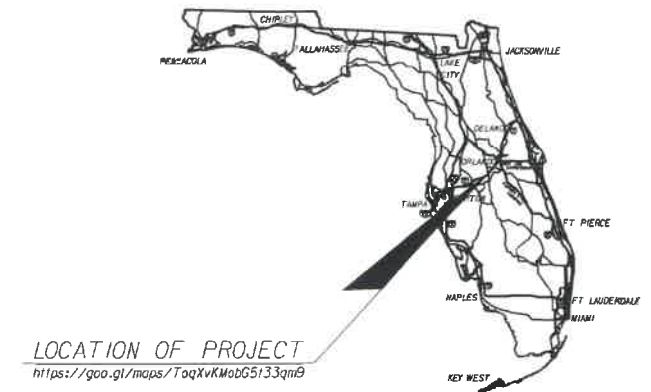 CHIPLEY
PENSACOLA
TALLAHASSEE
LAKE
CITY
JACKSONVILLE
DELAND
ORLANDO
TAMPA
FT PIERCE
NAPLES
FT LAUDERDALE
MIAMI
KEY WEST
LOCATION OF PROJECT
https://goo.gl/maps/ToqXvKMobG5t33qm9